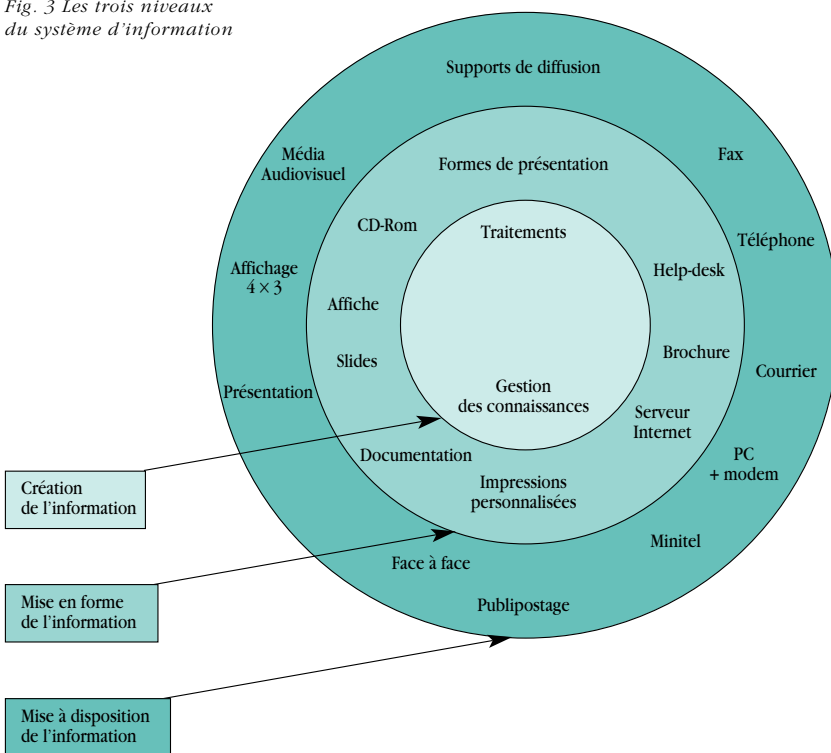 Fig. 3 Les trois niveaux
du système d'information
Supports de diffusion
Média
Audiovisuel
Fax
Formes de présentation
CD-Rom
Traitements
Téléphone
Affichage
4 × 3
Help-desk
Affiche
Slides
Brochure
Courrier
Présentation
Gestion
des connaissances
Serveur
Internet
Documentation
PC
+ modem
Impressions
personnalisées
Création
de l'information
Minitel
Face à face
Publipostage
Mise en forme
de l'information
Mise à disposition
de l'information